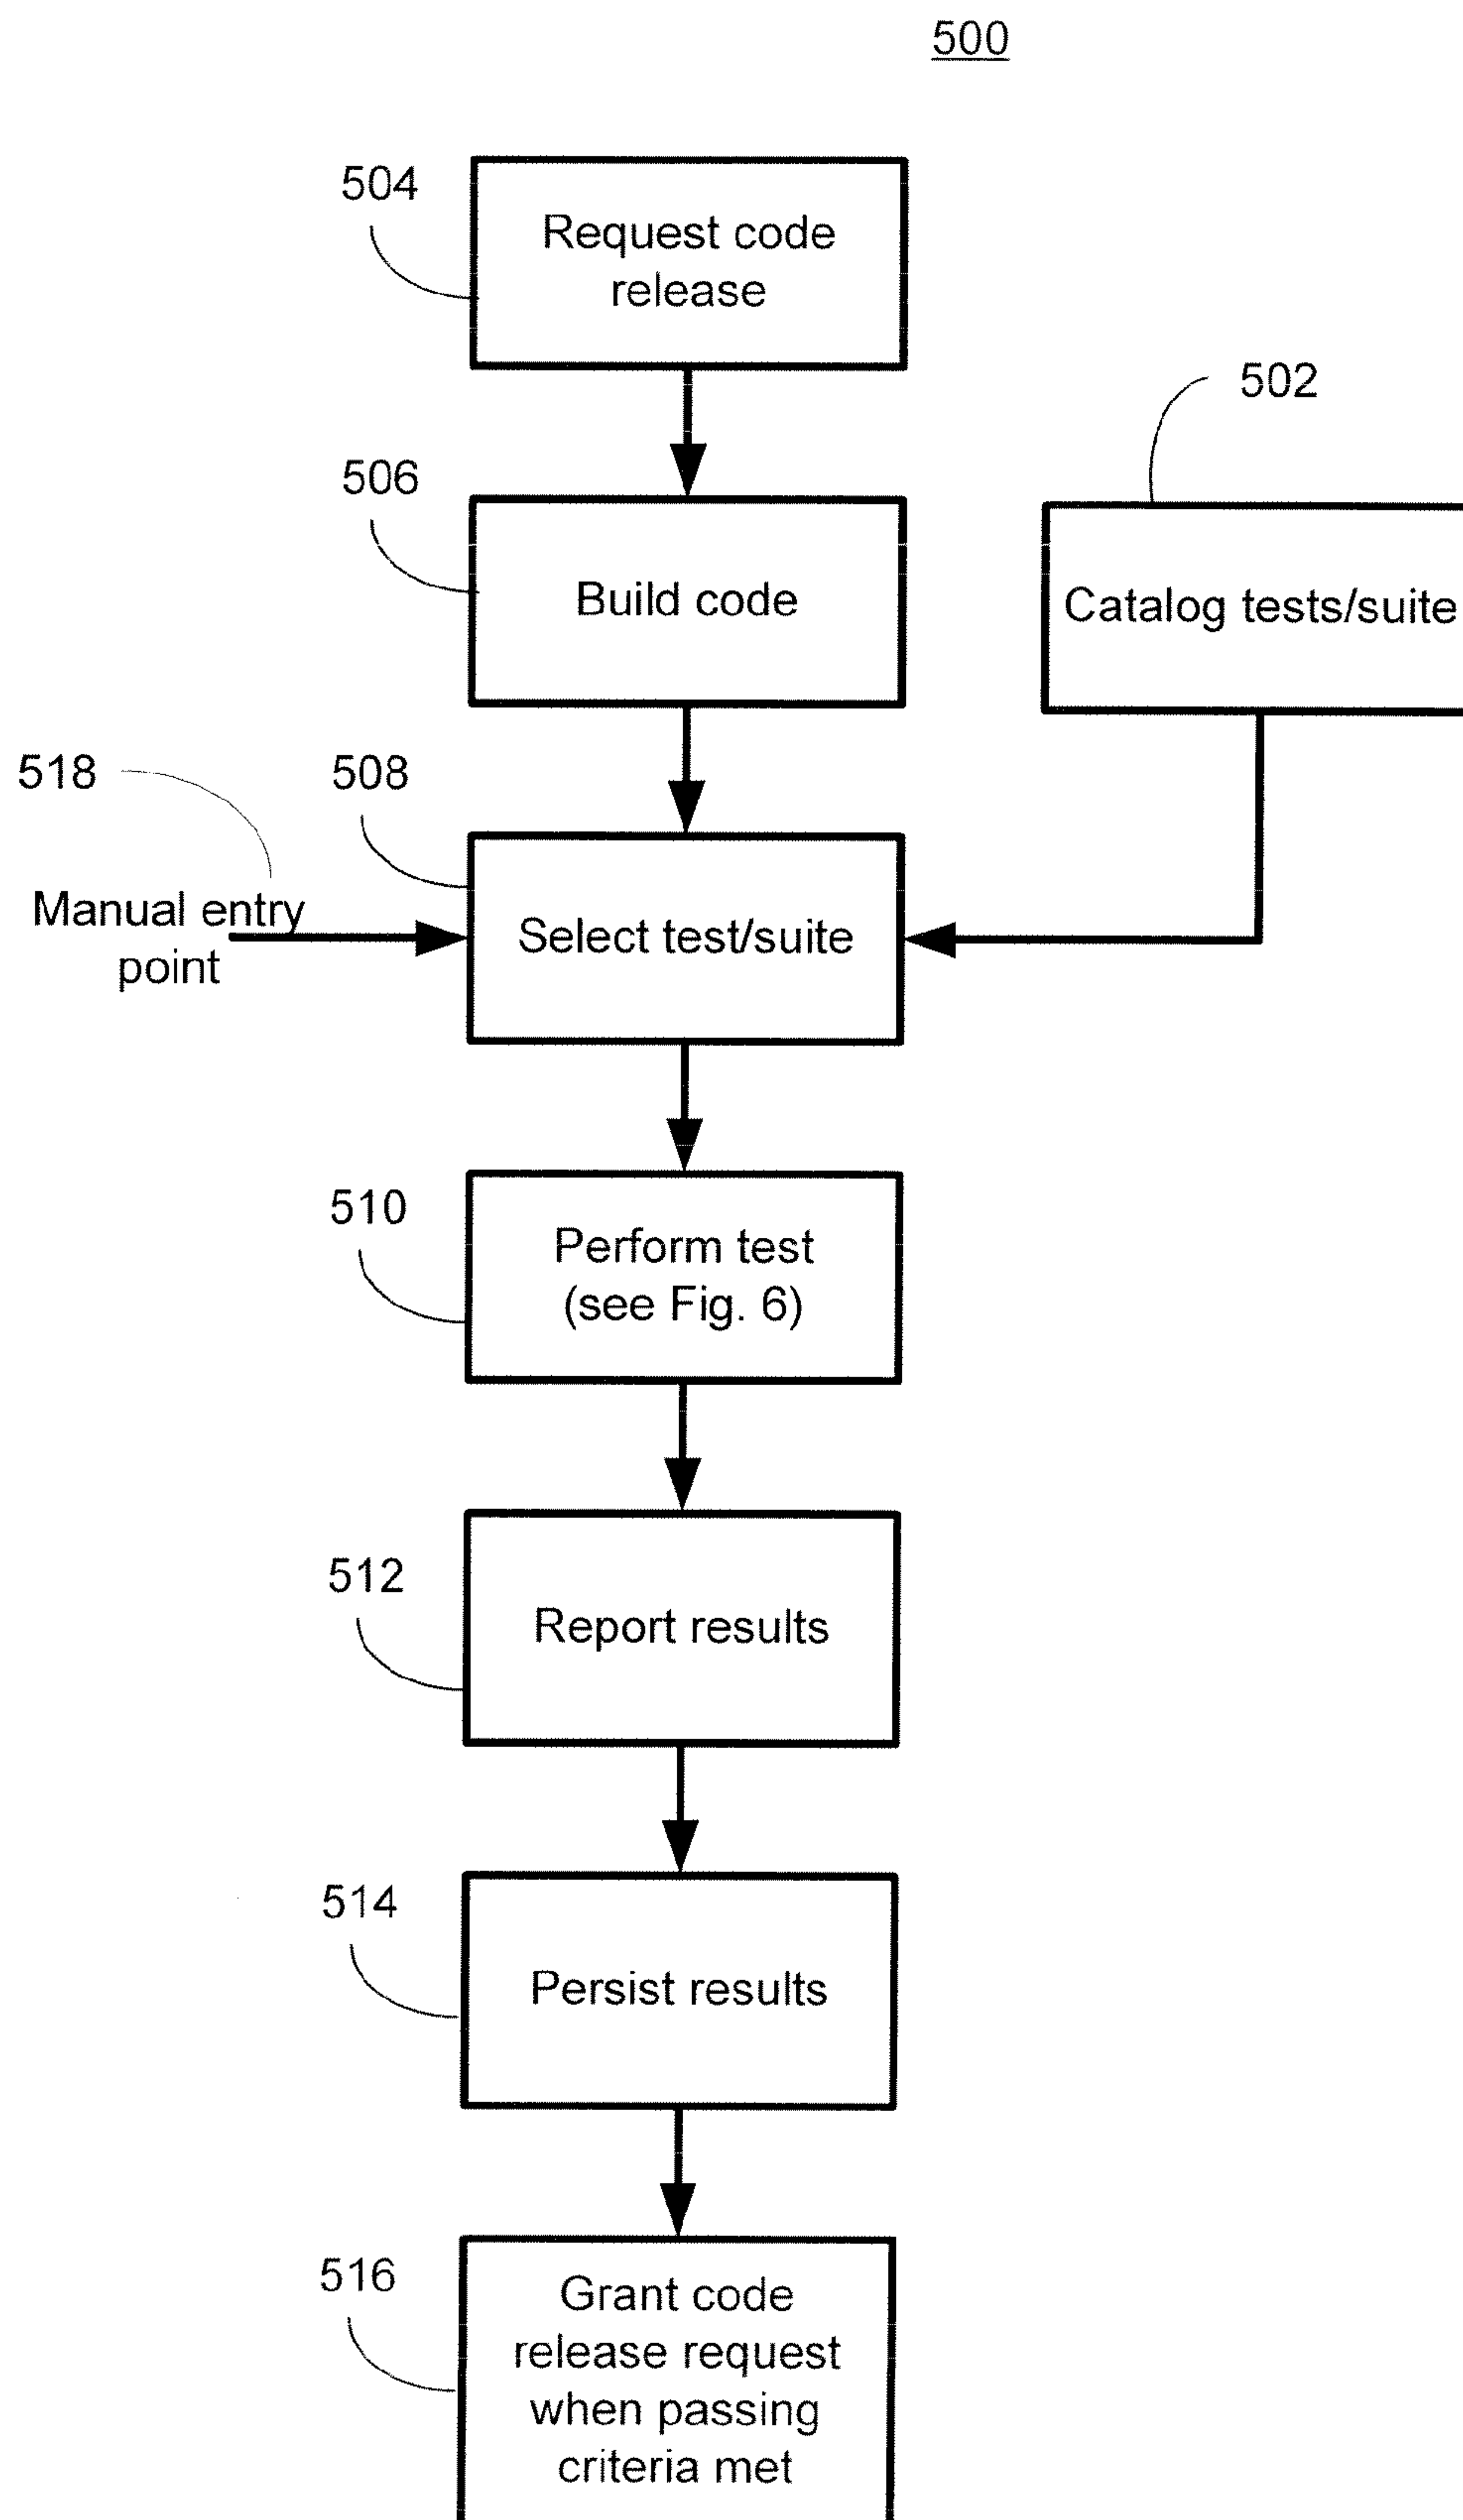 500
504
Request code
release
502
506
Build code
Catalog tests/suite
518
508
Manual entry
point
Select test/suite
510
Perform test
(see Fig. 6)
512
Report results
514
Persist results
516
Grant code
release request
when passing
criteria met